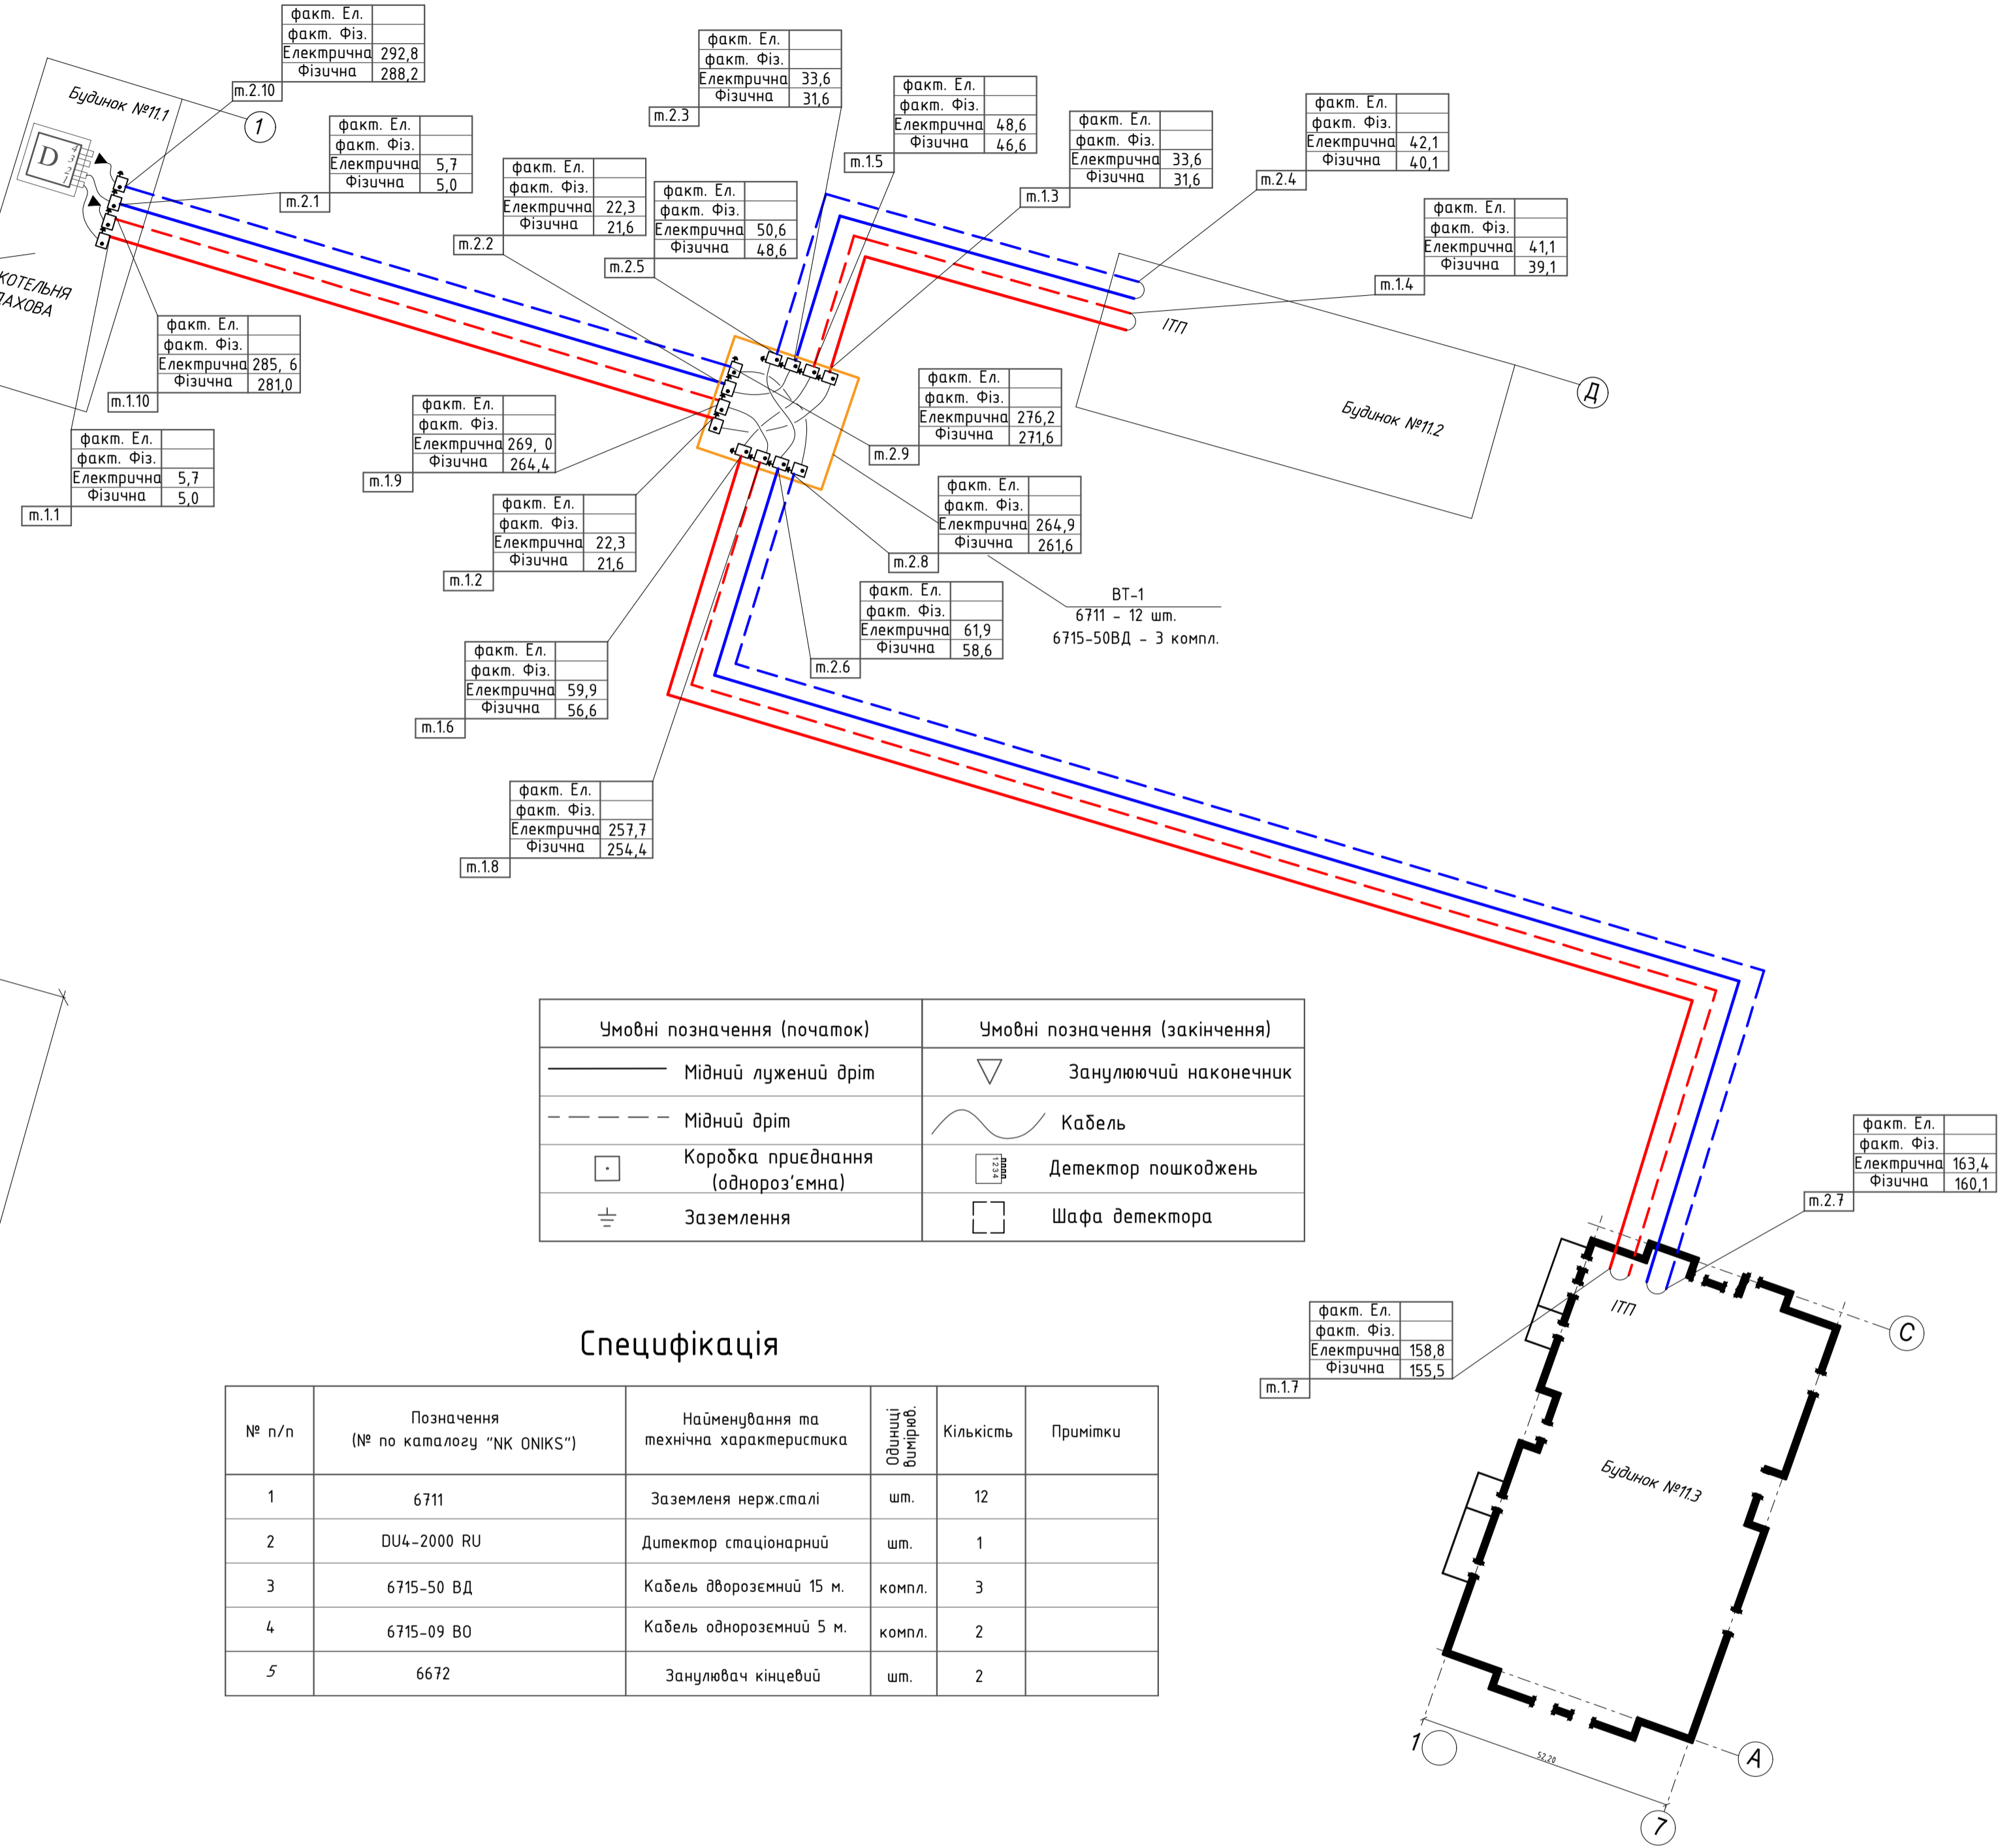 факт. Ел.
факт. Фіз.
Електрична 292,8
Фізична 288,2
т.2.10
Будинок №11.1
1
D
4
3
2
1
КОТЕЛЬНЯ
ДАХОВА
факт. Ел.
факт. Фіз.
Електрична 5,7
Фізична 5,0
т.2.1
факт. Ел.
факт. Фіз.
Електрична 33,6
Фізична 31,6
т.2.3
факт. Ел.
факт. Фіз.
Електрична 48,6
Фізична 46,6
т.1.5
факт. Ел.
факт. Фіз.
Електрична 33,6
Фізична 31,6
т.1.3
факт. Ел.
факт. Фіз.
Електрична 42,1
Фізична 40,1
т.2.4
факт. Ел.
факт. Фіз.
Електрична 22,3
Фізична 21,6
т.2.2
факт. Ел.
факт. Фіз.
Електрична 50,6
Фізична 48,6
т.2.5
факт. Ел.
факт. Фіз.
Електрична 41,1
Фізична 39,1
т.1.4
ІТП
Будинок №11.2
Д
факт. Ел.
факт. Фіз.
Електрична 285, 6
Фізична 281,0
т.1.10
факт. Ел.
факт. Фіз.
Електрична 5,7
Фізична 5,0
т.1.1
факт. Ел.
факт. Фіз.
Електрична 269, 0
Фізична 264,4
т.1.9
факт. Ел.
факт. Фіз.
Електрична 276,2
Фізична 271,6
т.2.9
факт. Ел.
факт. Фіз.
Електрична 22,3
Фізична 21,6
т.1.2
факт. Ел.
факт. Фіз.
Електрична 264,9
Фізична 261,6
т.2.8
ВТ-1
6711 - 12 шт.
6715-50ВД - 3 компл.
факт. Ел.
факт. Фіз.
Електрична 61,9
Фізична 58,6
т.2.6
факт. Ел.
факт. Фіз.
Електрична 59,9
Фізична 56,6
т.1.6
факт. Ел.
факт. Фіз.
Електрична 257,7
Фізична 254,4
т.1.8
Умовні позначення (початок) Умовні позначення (закінчення)
Мідний лужений дріт Занулюючий наконечник
Мідний дріт Кабель
Коробка приєднання
(однороз'ємна)
1234
Детектор пошкоджень
Заземлення Шафа детектора
факт. Ел.
факт. Фіз.
Електрична 163,4
Фізична 160,1
т.2.7
факт. Ел.
факт. Фіз.
Електрична 158,8
Фізична 155,5
т.1.7
ІТП
С
Будинок №11.3
А
1
52,20
7
Специфікація
№ п/п
Позначення
(№ по каталогу "NK ONIKS")
Найменування та
технічна характеристика
Одиниці
вимірюв.
Кількість
Примітки
1 6711 Заземленя нерж.сталі шт. 12
2 DU4-2000 RU Дитектор стаціонарний шт. 1
3 6715-50 ВД Кабель двороземний 15 м. компл. 3
4 6715-09 ВО Кабель однороземний 5 м. компл. 2
5 6672 Занулювач кінцевий шт. 2